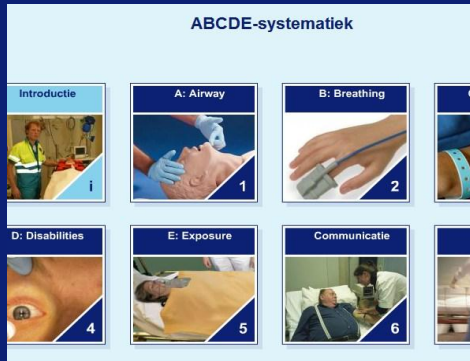 ABCDE-systematiek
Introductie
A: Airway
B: Breathing
i
1
2
D: Disabilities
E: Exposure
Communicatie
4
5
6